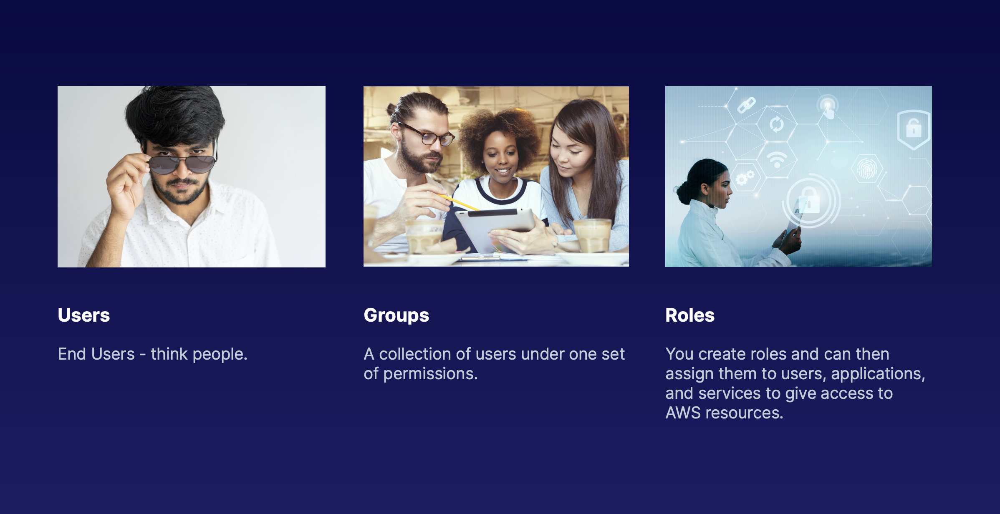 Users
End Users - think people.
Groups
A collection of users under one set
of permissions.
Roles
You create roles and can then
assign them to users, applications,
and services to give access to
AWS resources.